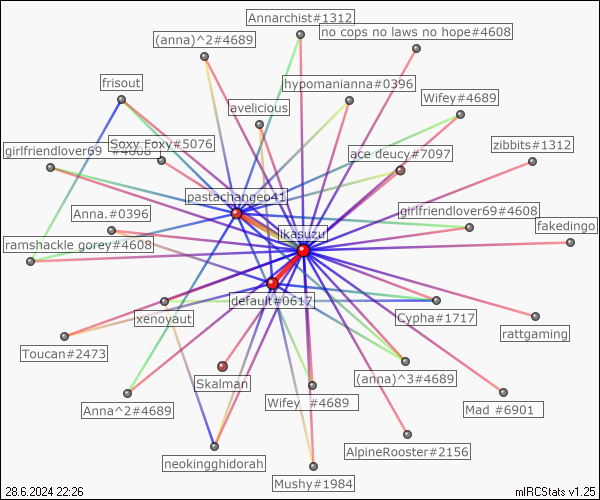 Annarchist#1312
no cops no laws no hope#4608
(anna)^2#4689
frisout
hypomanianna#0396
avelicious
Wifey#4689
girlfriendlover69
Soxy Foxy#5076
ace deucy#7097
zibbits#1312
pastachangeo41
Anna.#0396
girlfriendlover69#4608
fakedingo
ikasuzu
ramshackle gorey#4608
default#0617
xenoyaut
Cypha#1717
rattgaming
Toucan#2473
Skalman
(anna)^3#4689
Anna^2#4689
Wifey #4689
Mad #6901
neokingghidorah
AlpineRooster#2156
Mushy#1984
28.6.2024 22:26
mIRCStats v1.25